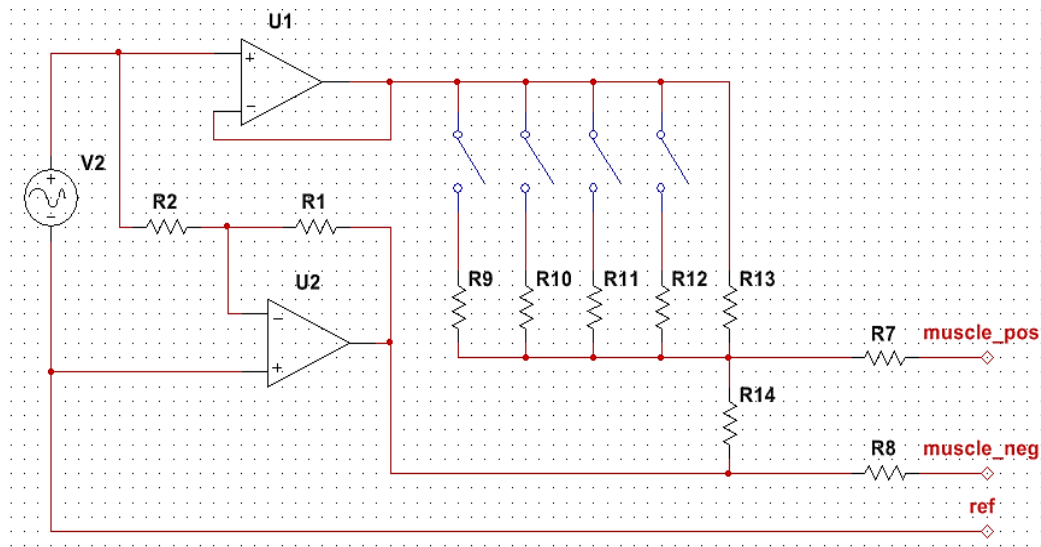 U1
V2
R2
R1
U2
R9
R10
R11
R12
R13
R7
muscle_pos
R14
R8
muscle_neg
ref